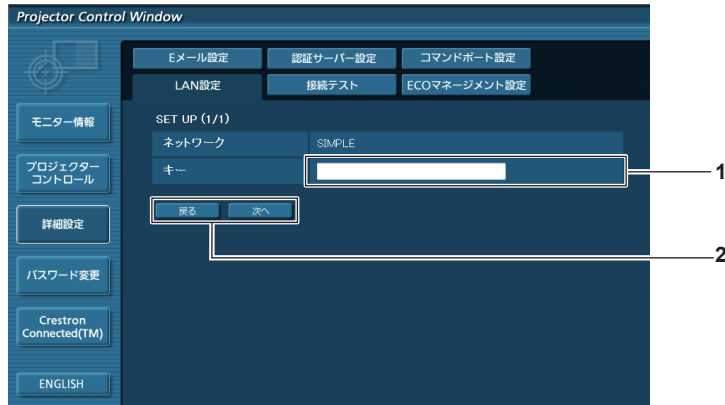 Projector Control Window
Eメール設定
認証サーバー設定
コマンドポート設定
LAN設定
接続テスト
ECOマネージメント設定
モニター情報
プロジェクター
コントロール
詳細設定
パスワード変更
Crestron
Connected(TM)
ENGLISH
SET UP (1/1)
ネットワーク
SIMPLE
キー
1
戻る
次へ
2